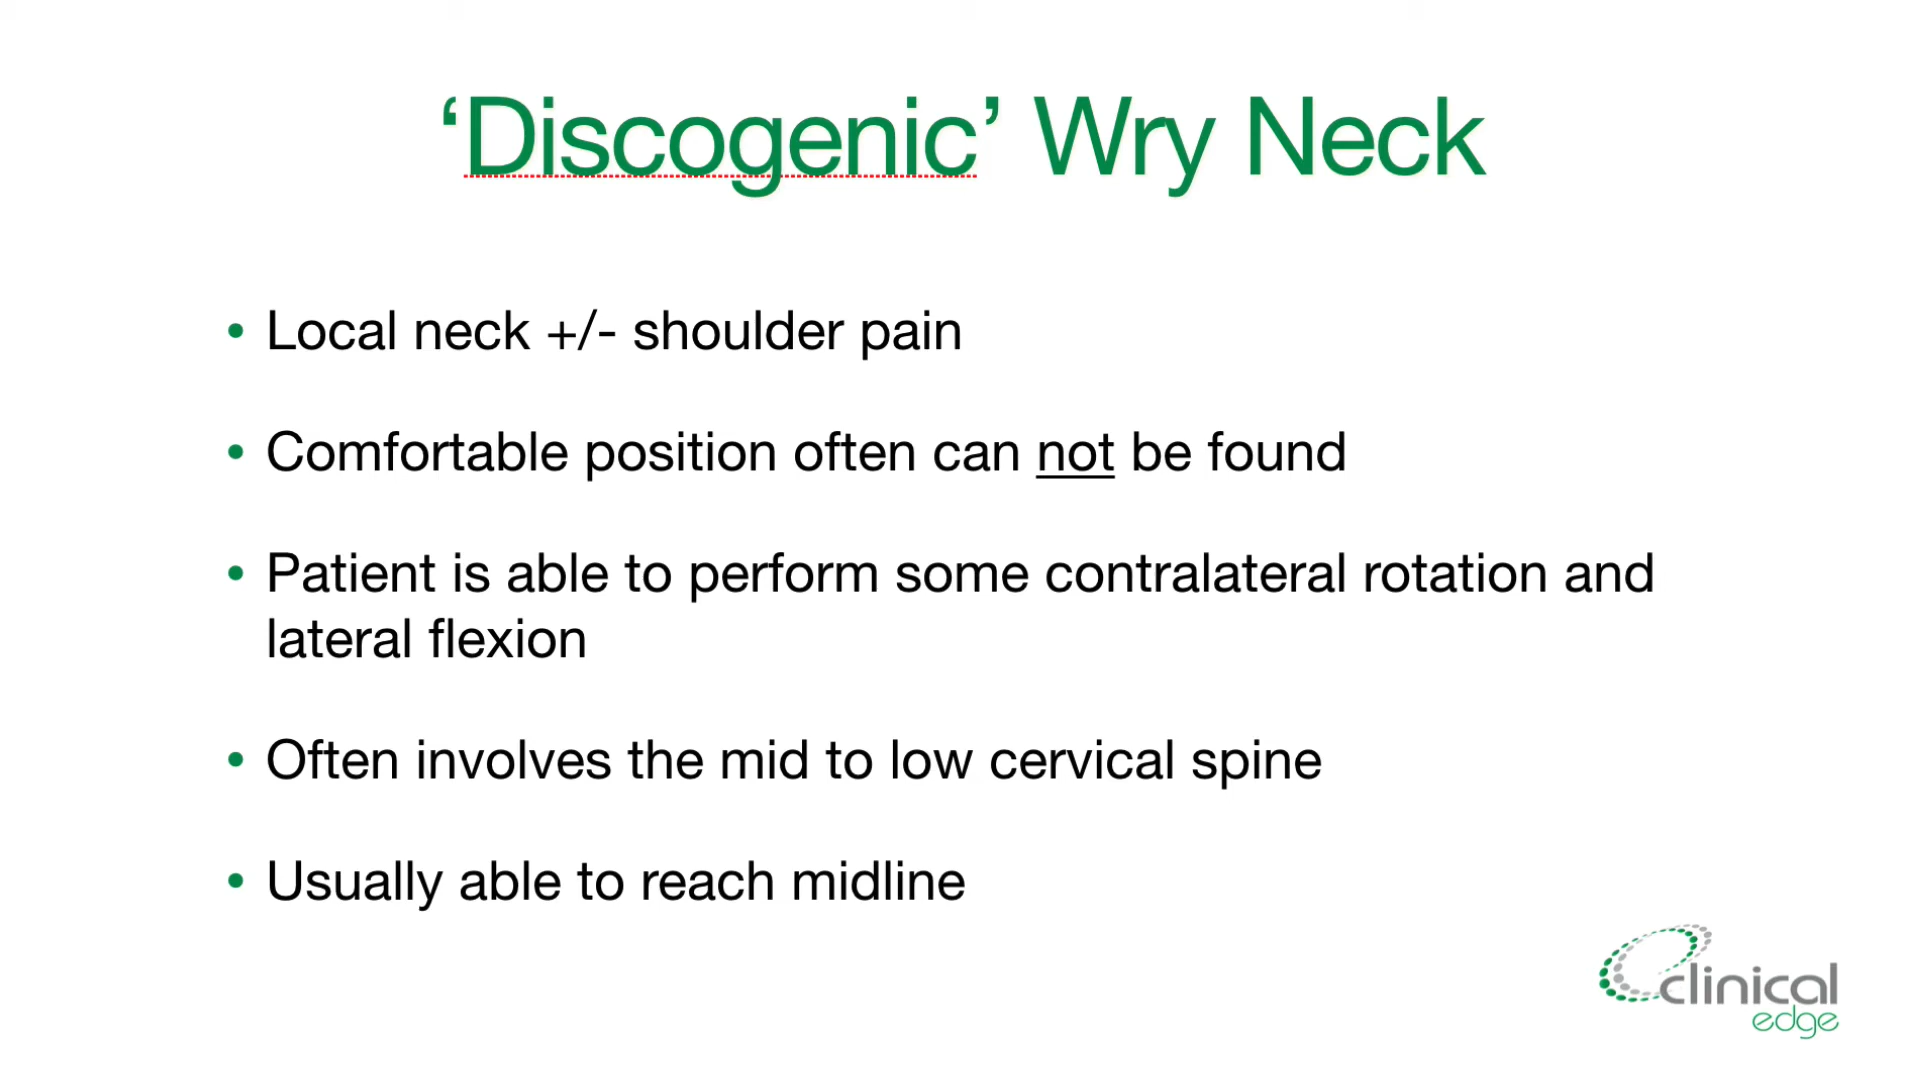 ‘Discogenic’ Wry Neck
• Local neck +/- shoulder pain
• Comfortable position often can not be found
• Patient is able to perform some contralateral rotation and
lateral flexion
• Often involves the mid to low cervical spine
• Usually able to reach midline
clinical
edge